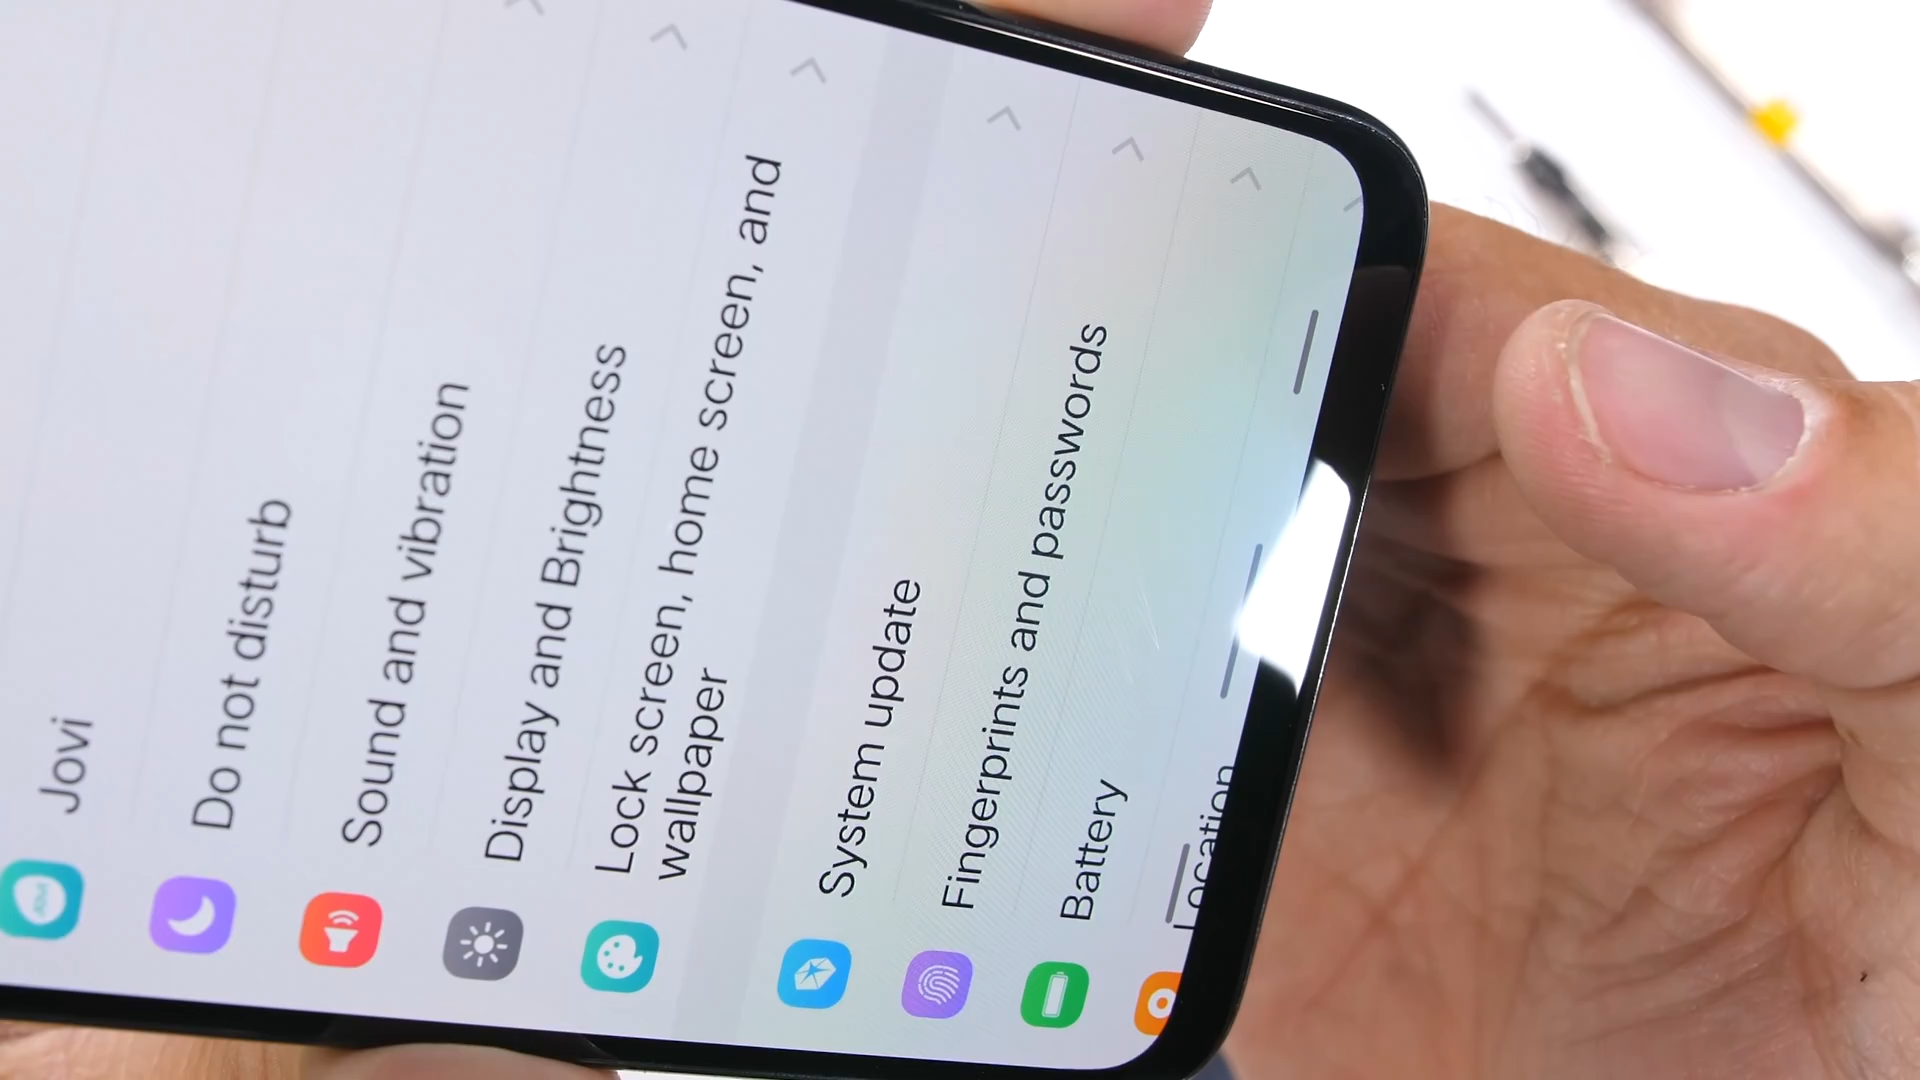 Jovi
Do not disturb
Sound and vibration
Display and Brightness
Lock screen, home screen, and
wallpaper
System update
Fingerprints and passwords
Battery
Location